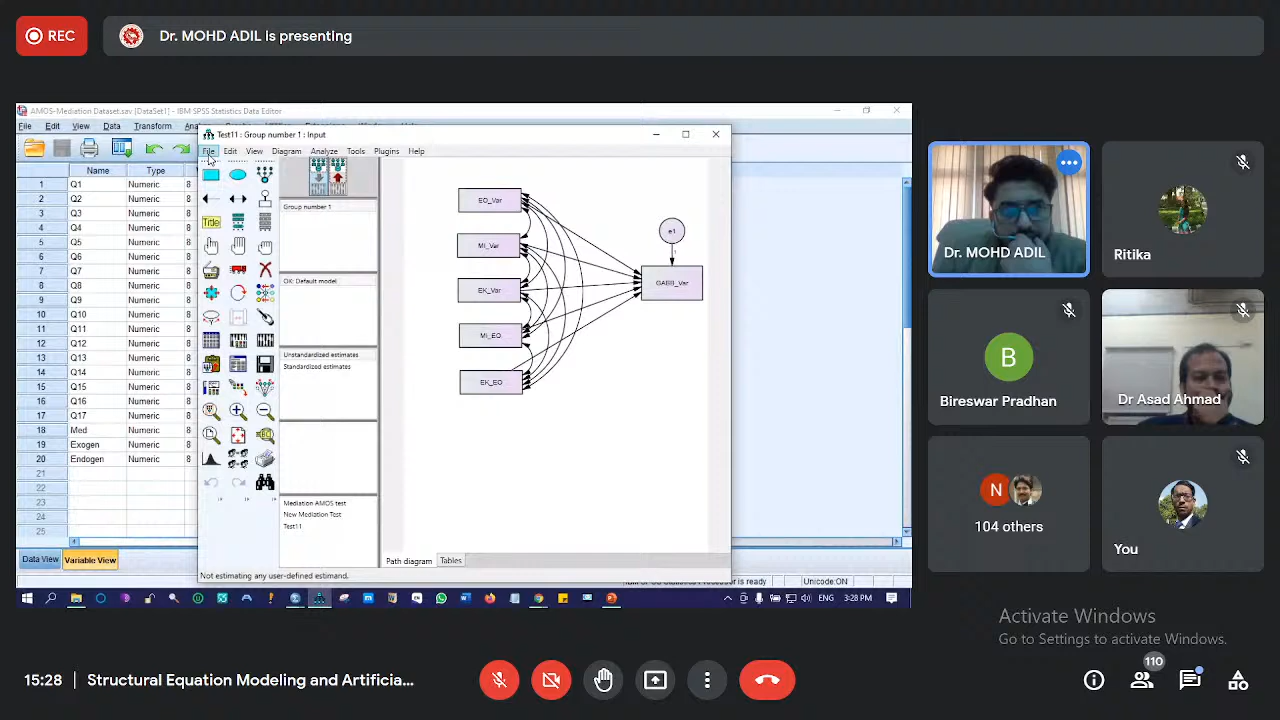 REC
Dr. MOHD ADIL is presenting
AMOS-Mediation Dataset.sav [DataSet1] - IBM SPSS Statistics Data Editor
File Edit View Data Transform
Test11 : Group number 1 : Input
File Edit View Diagram Analyze Tools Plugins Help
Name Type
1 Q1 Numeric 8
2 Q2 Numeric 8
3 Q3 Numeric 8
4 Q4 Numeric 8
5 Q5 Numeric 8
6 Q6 Numeric 8
7 Q7 Numeric 8
8 Q8 Numeric 8
9 Q9 Numeric 8
10 Q10 Numeric 8
11 Q11 Numeric 8
12 Q12 Numeric 8
13 Q13 Numeric 8
14 Q14 Numeric 8
15 Q15 Numeric 8
16 Q16 Numeric 8
17 Q17 Numeric 8
18 Med Numeric 8
19 Exogen Numeric 8
20 Endogen Numeric 8
21
22
23
24
25
Data View Variable View
Title
Group number 1
OK: Default model
Unstandardized estimates
Standardized estimates
Mediation AMOS test
New Mediation Test
Test11
EO_Var
MI_Var
EK_Var
MI_EO
EK_EO
e1
GABB_Var
Path diagram Tables
Not estimating any user-defined estimand.
Unicode:ON
ENG 3:28 PM
Dr. MOHD ADIL
Ritika
B
Bireswar Pradhan
Dr Asad Ahmad
N
104 others
You
Activate Windows
Go to Settings to activate Windows.
15:28 | Structural Equation Modeling and Artificia...
110